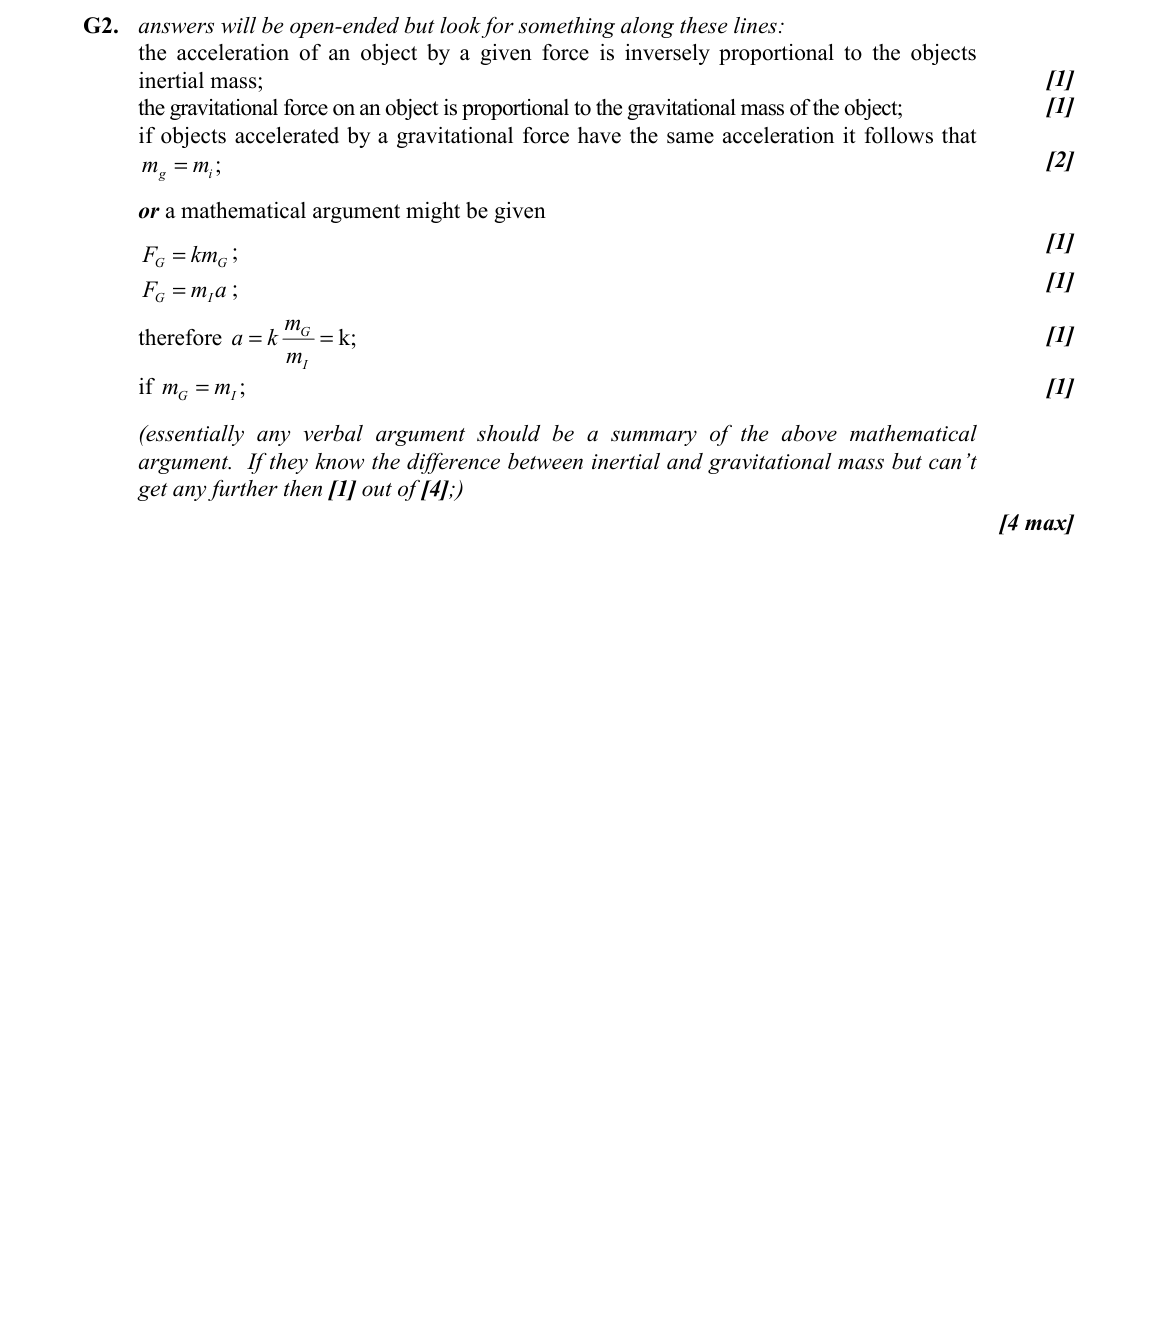 G2. answers will be open-ended but look for something along these lines:
the acceleration of an object by a given force is inversely proportional to the objects
inertial mass; [1]
the gravitational force on an object is proportional to the gravitational mass of the object; [1]
if objects accelerated by a gravitational force have the same acceleration it follows that
m_g = m_i; [2]
or a mathematical argument might be given
F_G = km_G; [1]
F_G = m_I a; [1]
therefore a = k m_G/m_I = k; [1]
if m_G = m_I; [1]
(essentially any verbal argument should be a summary of the above mathematical
argument. If they know the difference between inertial and gravitational mass but can't
get any further then [1] out of [4];)
[4 max]